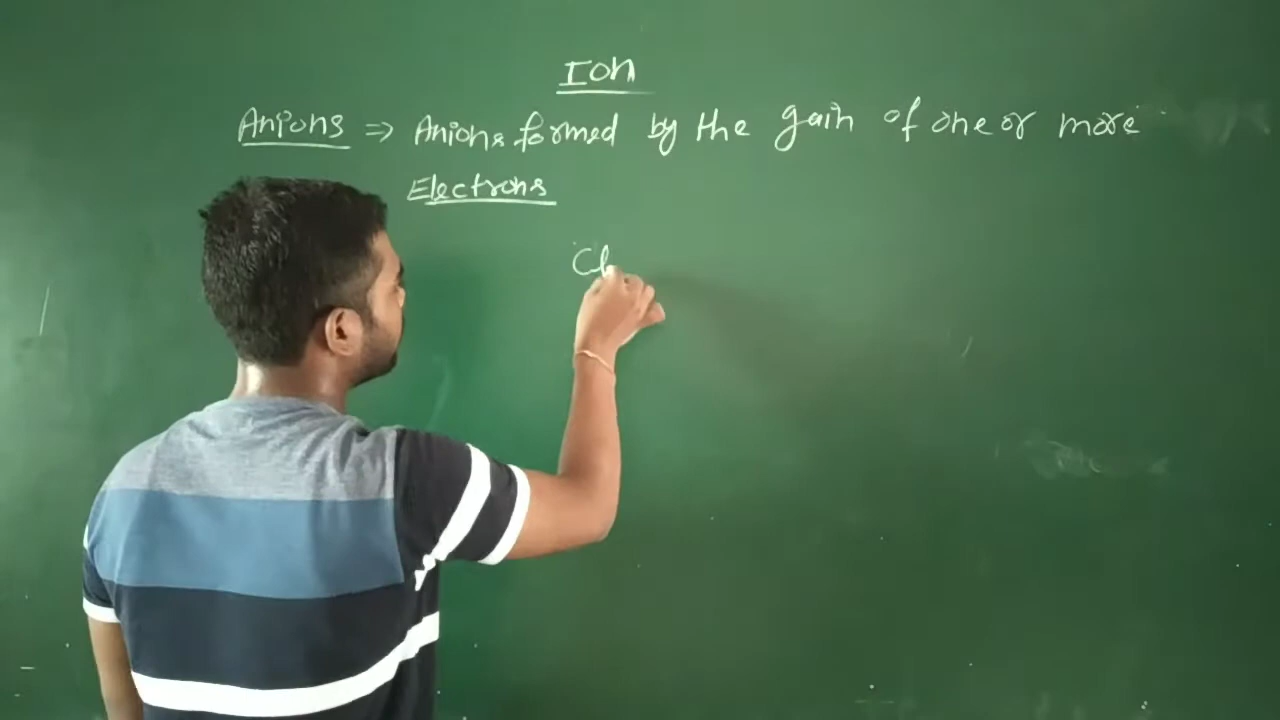 Ion
Anions ⇒ Anions formed by the gain of one or more
Electrons
Cl